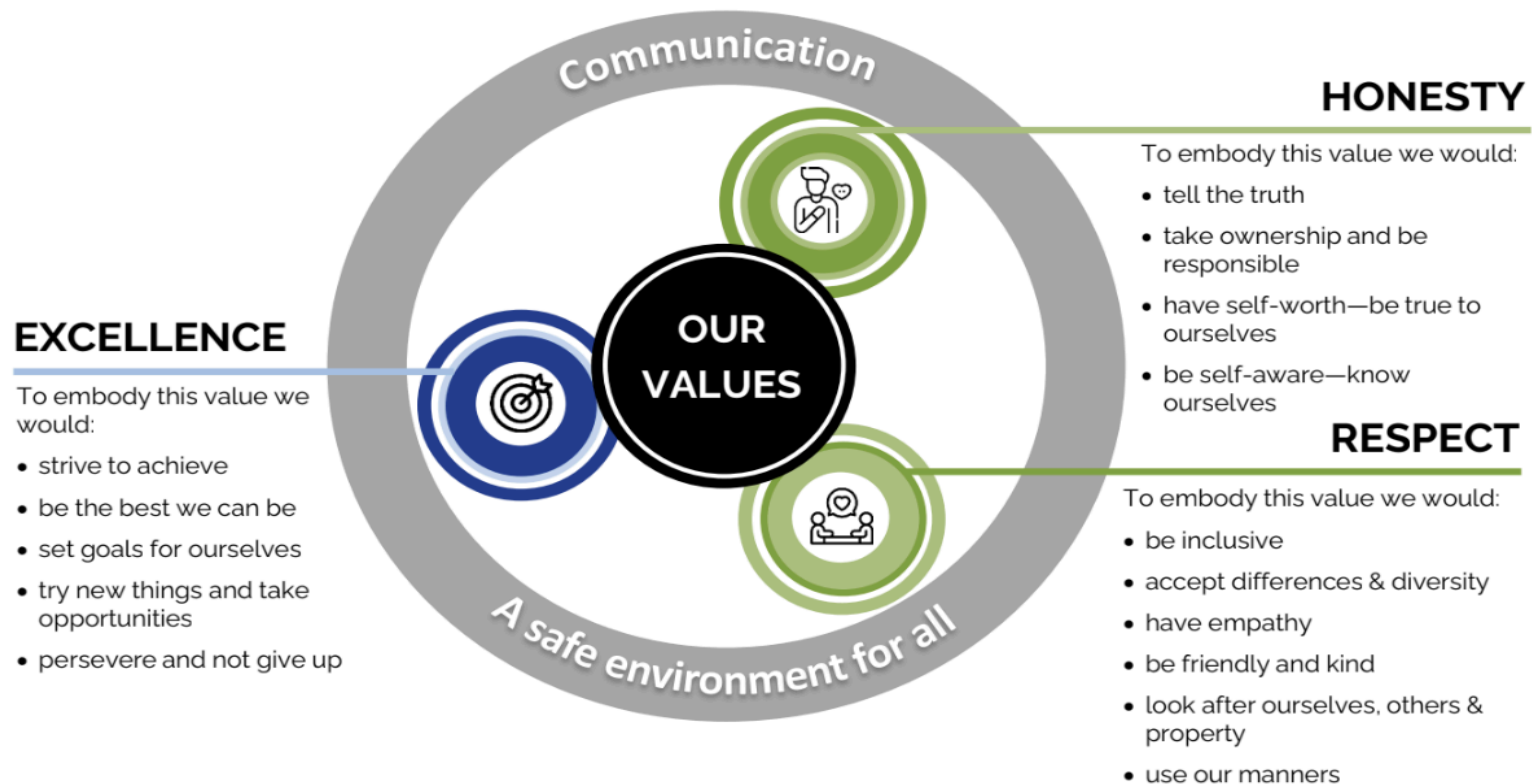 Communication
OUR
VALUES
A safe environment for all
EXCELLENCE
To embody this value we
would:
• strive to achieve
• be the best we can be
• set goals for ourselves
• try new things and take
opportunities
• persevere and not give up
HONESTY
To embody this value we would:
• tell the truth
• take ownership and be
responsible
• have self-worth—be true to
ourselves
• be self-aware—know
ourselves
RESPECT
To embody this value we would:
• be inclusive
• accept differences & diversity
• have empathy
• be friendly and kind
• look after ourselves, others &
property
• use our manners